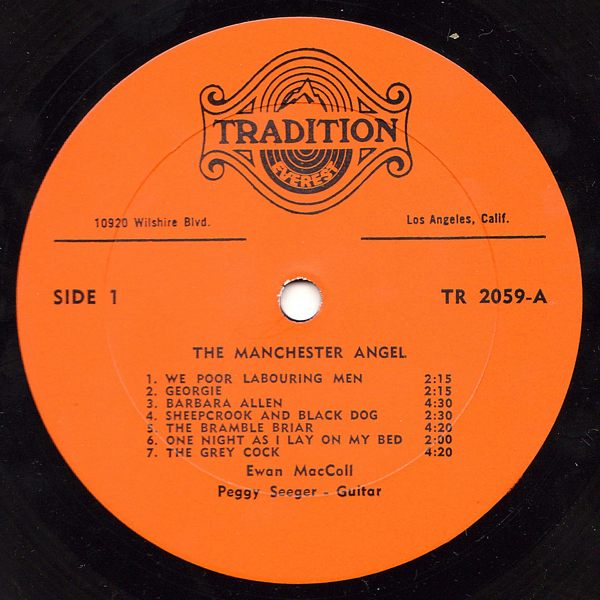 TRADITION
EVEREST
10920 Wilshire Blvd. Los Angeles, Calif.
SIDE 1 TR 2059-A
THE MANCHESTER ANGEL
1. WE POOR LABOURING MEN 2:15
2. GEORGIE 2:15
3. BARBARA ALLEN 4:30
4. SHEEPCROOK AND BLACK DOG 2:30
5. THE BRAMBLE BRIAR 4:20
6. ONE NIGHT AS I LAY ON MY BED 2:00
7. THE GREY COCK 4:20
Ewan MacColl
Peggy Seeger - Guitar